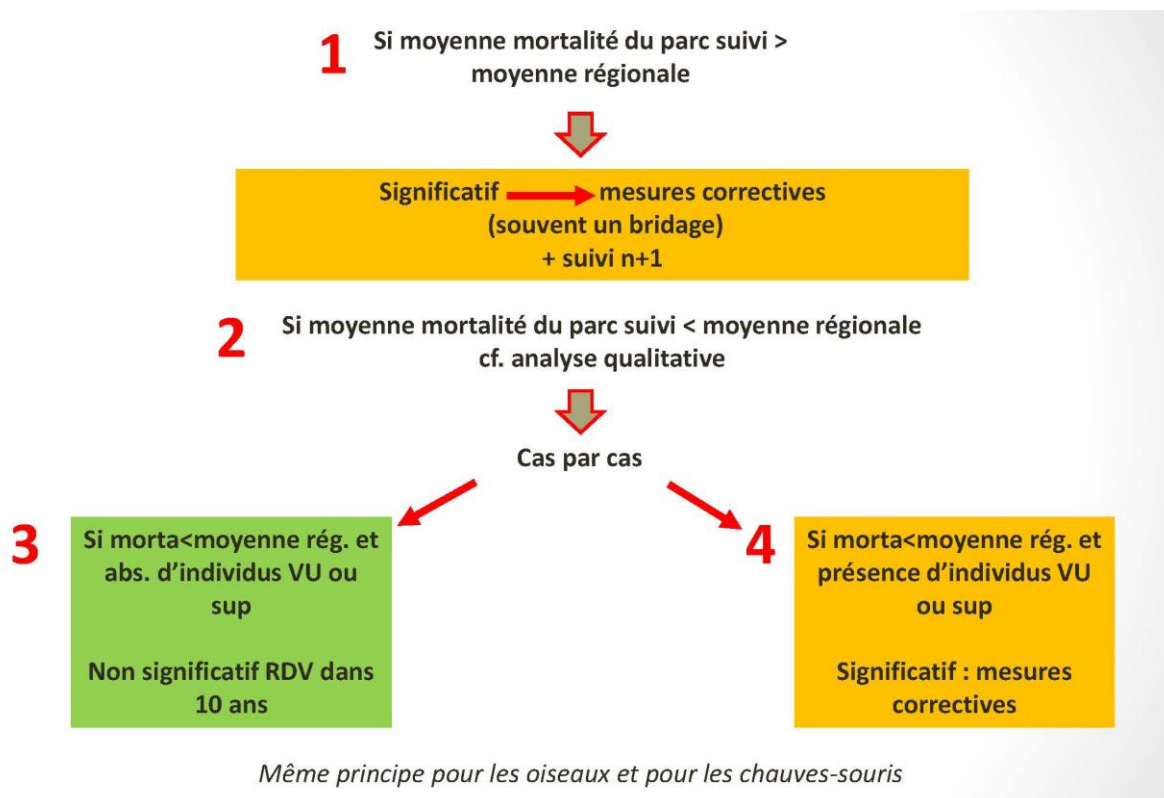 1
Si moyenne mortalité du parc suivi >
moyenne régionale
Significatif mesures correctives
(souvent un bridage)
+ suivi n+1
2
Si moyenne mortalité du parc suivi < moyenne régionale
cf. analyse qualitative
Cas par cas
3
Si morta<moyenne rég. et
abs. d'individus VU ou
sup
Non significatif RDV dans
10 ans
4
Si morta<moyenne rég. et
présence d'individus VU
ou sup
Significatif : mesures
correctives
Même principe pour les oiseaux et pour les chauves-souris